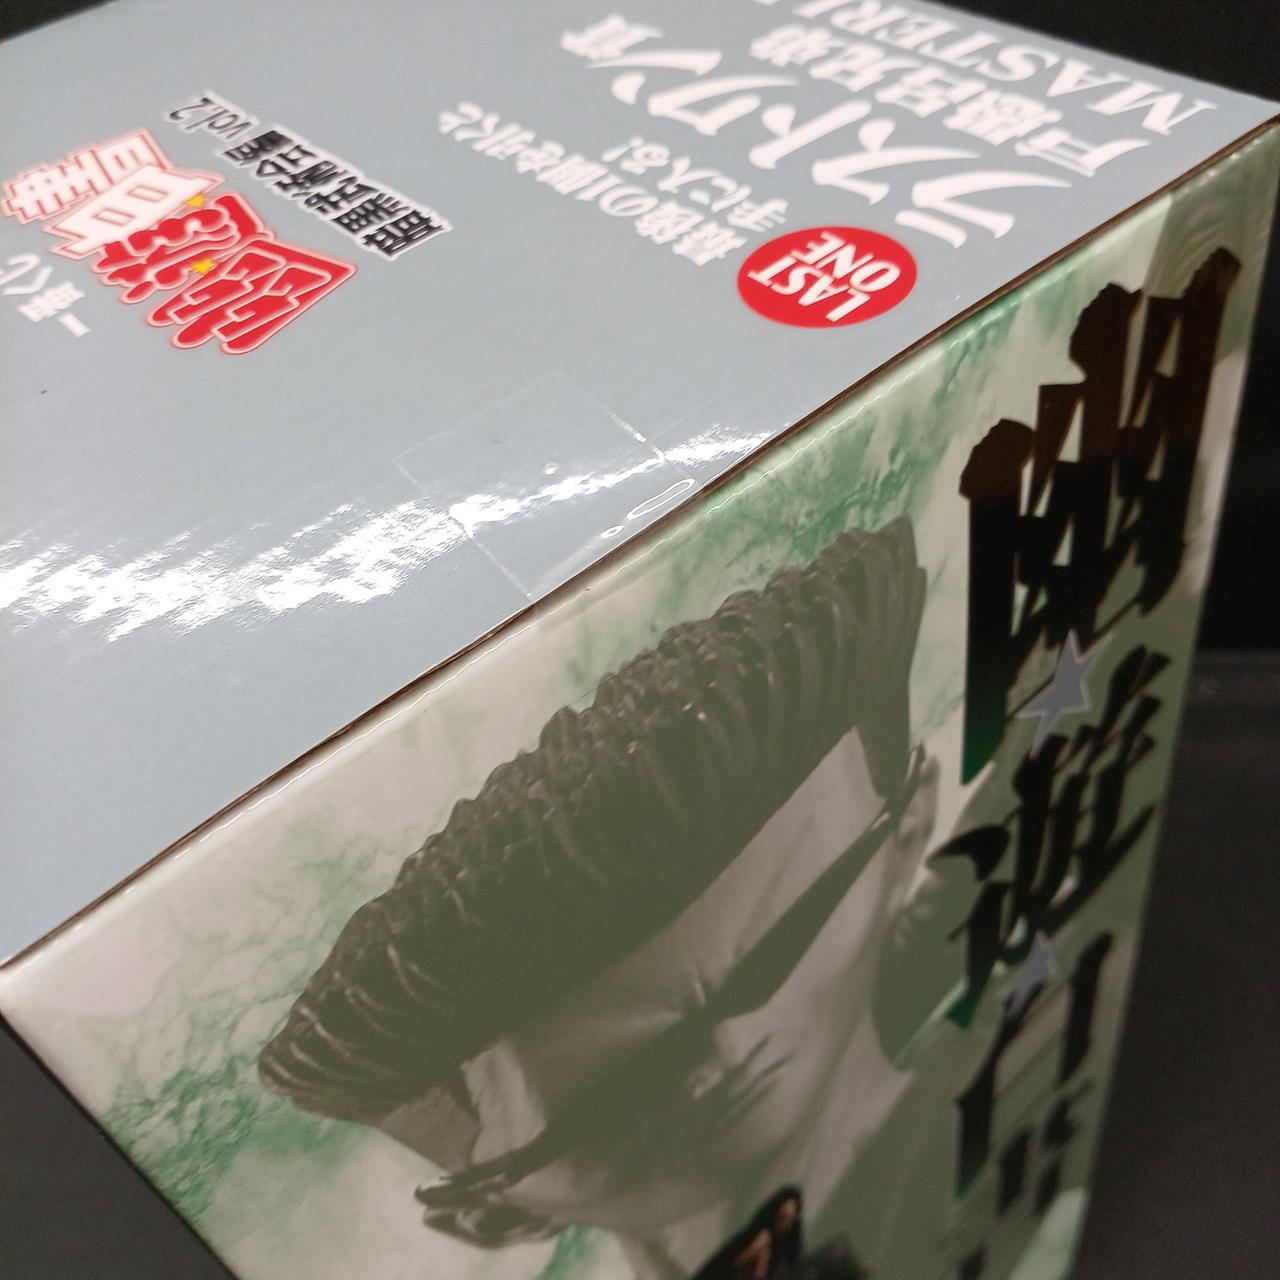 一番くじ
幽☆遊☆白書
暗黒武術会編 vol.2
LAST
ONE
最後の1個を引くと
手に入る!
ラストワン賞
戸愚呂兄弟
MASTERLI
幽★遊★白書